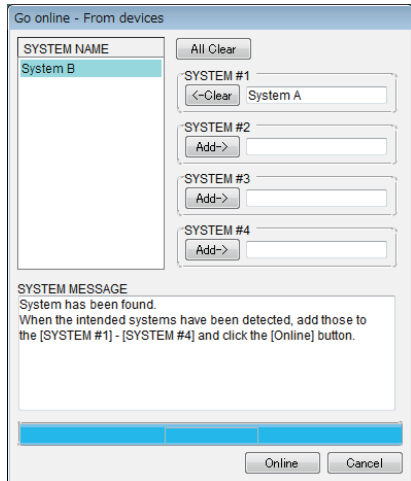 Go online - From devices
SYSTEM NAME
System B
All Clear
SYSTEM #1
<-Clear System A
SYSTEM #2
Add->
SYSTEM #3
Add->
SYSTEM #4
Add->
SYSTEM MESSAGE
System has been found.
When the intended systems have been detected, add those to
the [SYSTEM #1] - [SYSTEM #4] and click the [Online] button.
Online Cancel